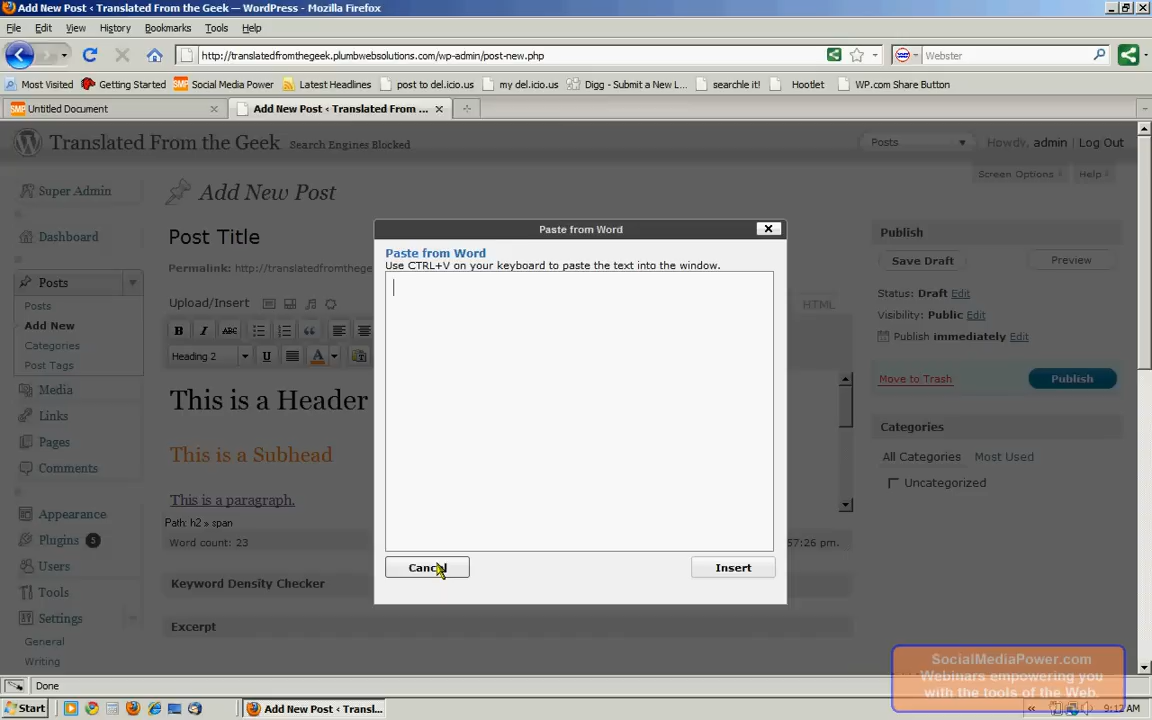 Add New Post ‹ Translated From the Geek — WordPress - Mozilla Firefox
File Edit View History Bookmarks Tools Help
http://translatedfromthegeek.plumbwebsolutions.com/wp-admin/post-new.php
Webster
Most Visited Getting Started Social Media Power Latest Headlines post to del.icio.us my del.icio.us Digg - Submit a New L... searchle it! Hootlet WP.com Share Button
Untitled Document
Add New Post ‹ Translated From ...
Translated From the Geek Search Engines Blocked
Posts
Howdy, admin | Log Out
Screen Options
Help
Super Admin
Add New Post
Dashboard
Post Title
Permalink: http://translatedfromthege
Posts
Posts
Add New
Categories
Post Tags
Media
Links
Pages
Comments
Appearance
Plugins 5
Users
Tools
Settings
General
Writing
Upload/Insert
HTML
B I ABC
Heading 2 U A
This is a Header
This is a Subhead
This is a paragraph.
Path: h2 » span
Word count: 23
57:26 pm.
Keyword Density Checker
Excerpt
Paste from Word
Paste from Word
Use CTRL+V on your keyboard to paste the text into the window.
Cancel
Insert
Publish
Save Draft
Preview
Status: Draft Edit
Visibility: Public Edit
Publish immediately Edit
Move to Trash
Publish
Categories
All Categories Most Used
Uncategorized
SocialMediaPower.com
Webinars empowering you
with the tools of the Web.
Done
Start
Add New Post ‹ Transl...
9:12 AM